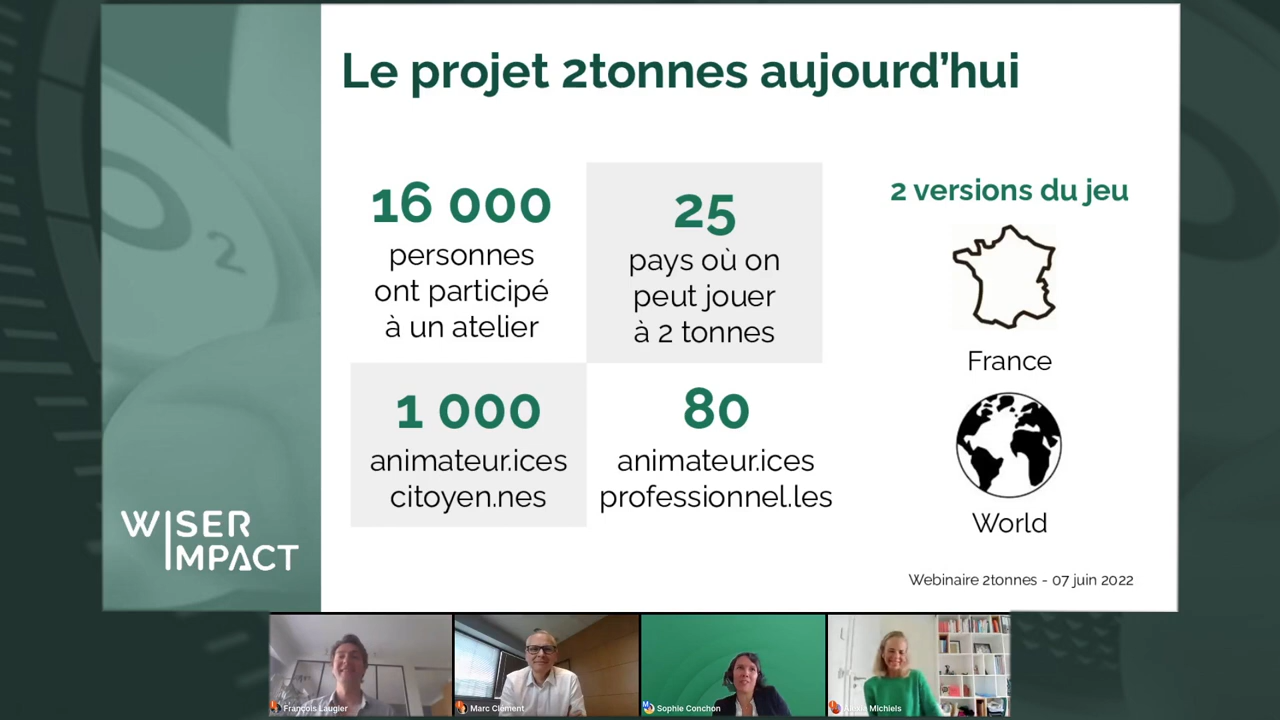 Le projet 2tonnes aujourd'hui
16 000
personnes
ont participé
à un atelier
25
pays où on
peut jouer
à 2 tonnes
1 000
animateur.ices
citoyen.nes
80
animateur.ices
professionnel.les
2 versions du jeu
France
World
Webinaire 2tonnes - 07 juin 2022
2
WISER
IMPACT
François Laugier
Marc Clément
Sophie Conchon
Michiels